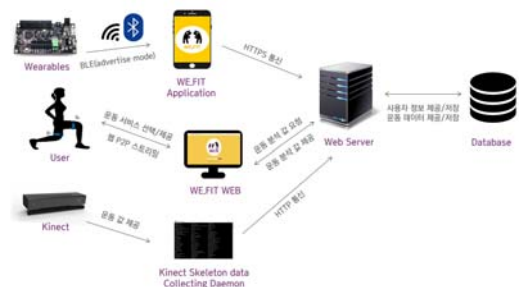 Wearables
BLE(advertise mode)
WE.FIT
Application
HTTPS 통신
User
운동 서비스 선택/제공
웹 P2P 스트리밍
WE.FIT WEB
운동 분석 값 요청
운동 분석 값 제공
Web Server
사용자 정보 제공/저장
운동 데이터 제공/저장
Database
Kinect
운동 값 제공
HTTP 통신
Kinect Skeleton data
Collecting Daemon